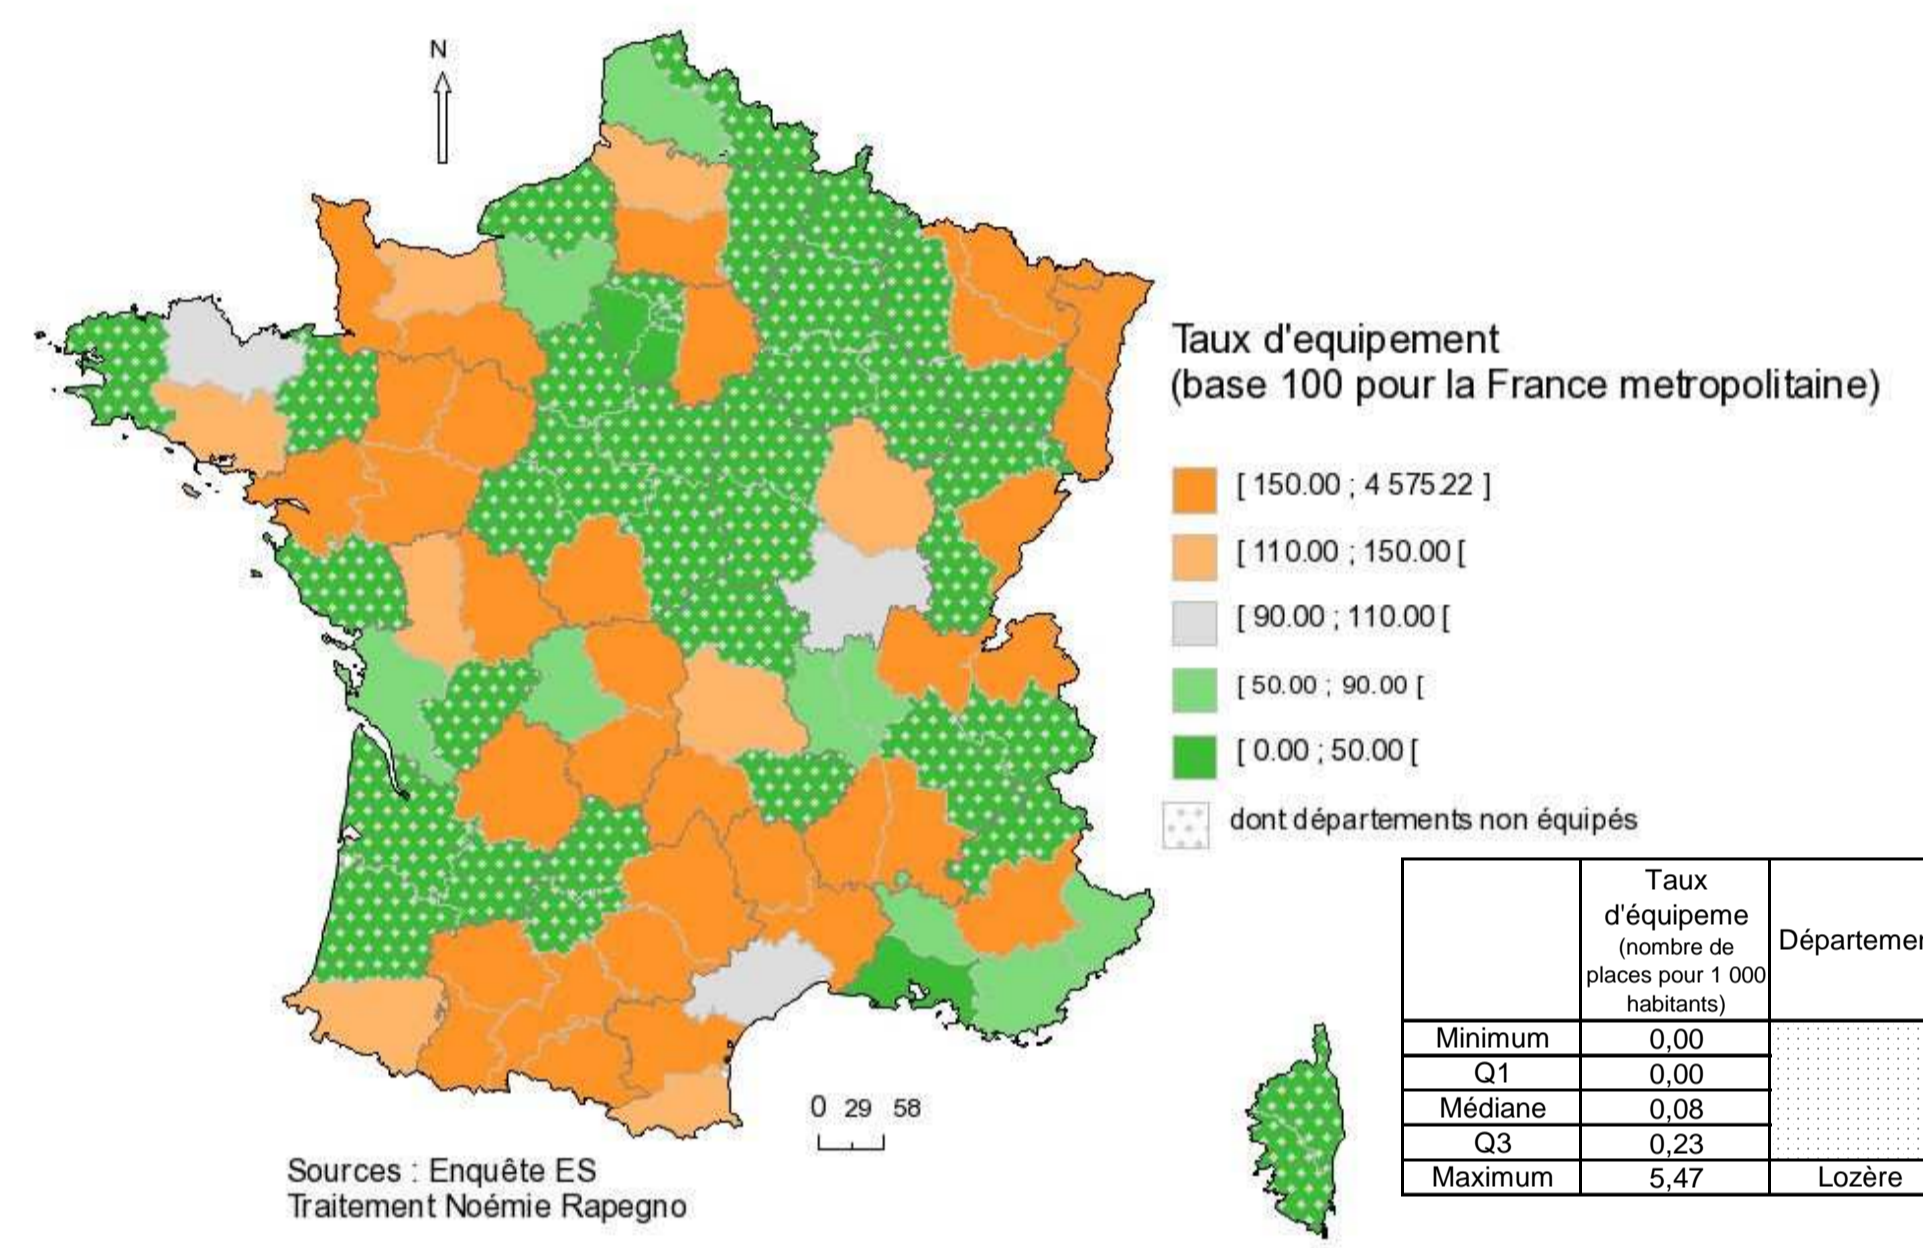 N
Taux d'equipement
(base 100 pour la France metropolitaine)
[ 150.00 ; 4 575.22 ]
[ 110.00 ; 150.00 [
[ 90.00 ; 110.00 [
[ 50.00 ; 90.00 [
[ 0.00 ; 50.00 [
dont départements non équipés
Taux
d'équipeme
(nombre de
places pour 1 000
habitants)
Départemen
Minimum 0,00
Q1 0,00
Médiane 0,08
Q3 0,23
Maximum 5,47 Lozère
0 29 58
Sources : Enquête ES
Traitement Noémie Rapegno